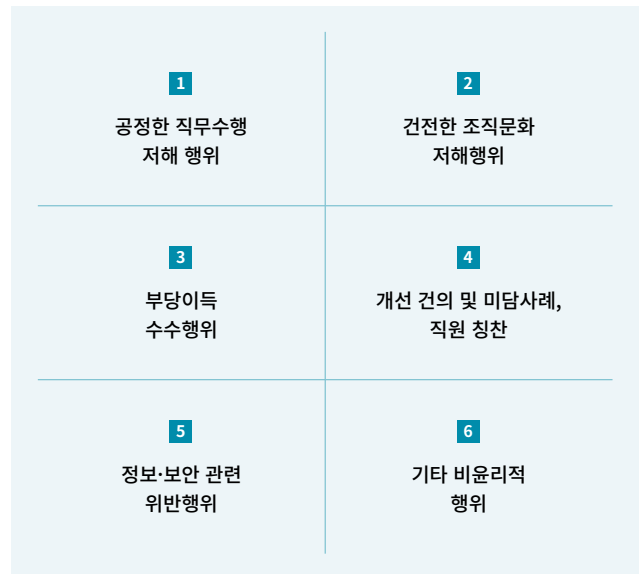 1
공정한 직무수행
저해 행위
2
건전한 조직문화
저해행위
3
부당이득
수수행위
4
개선 건의 및 미담사례,
직원 칭찬
5
정보·보안 관련
위반행위
6
기타 비윤리적
행위